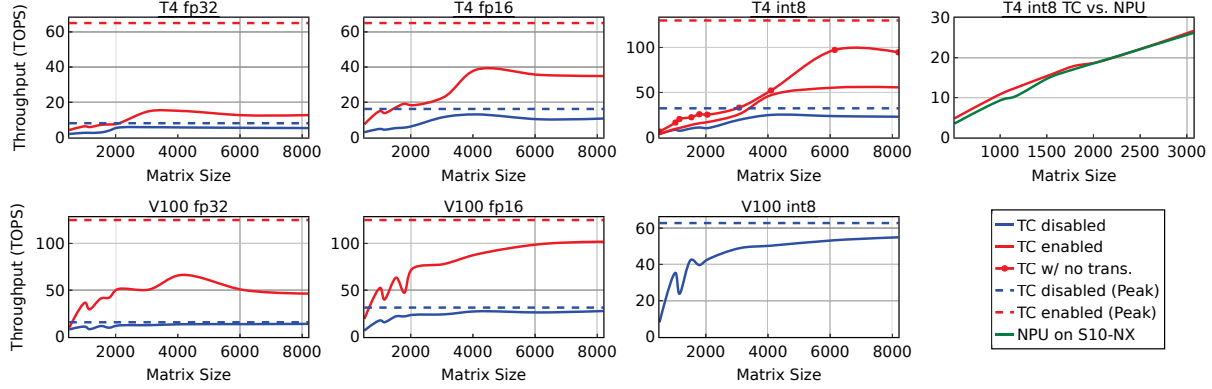 T4 fp32
T4 fp16
T4 int8
T4 int8 TC vs. NPU
Throughput (TOPS)
60
40
20
0
2000 4000 6000 8000
Matrix Size
60
40
20
0
2000 4000 6000 8000
Matrix Size
100
50
0
2000 4000 6000 8000
Matrix Size
30
20
10
0
1000 1500 2000 2500 3000
Matrix Size
V100 fp32
V100 fp16
V100 int8
Throughput (TOPS)
100
50
0
2000 4000 6000 8000
Matrix Size
100
50
0
2000 4000 6000 8000
Matrix Size
60
40
20
0
2000 4000 6000 8000
Matrix Size
TC disabled
TC enabled
TC w/ no trans.
TC disabled (Peak)
TC enabled (Peak)
NPU on S10-NX